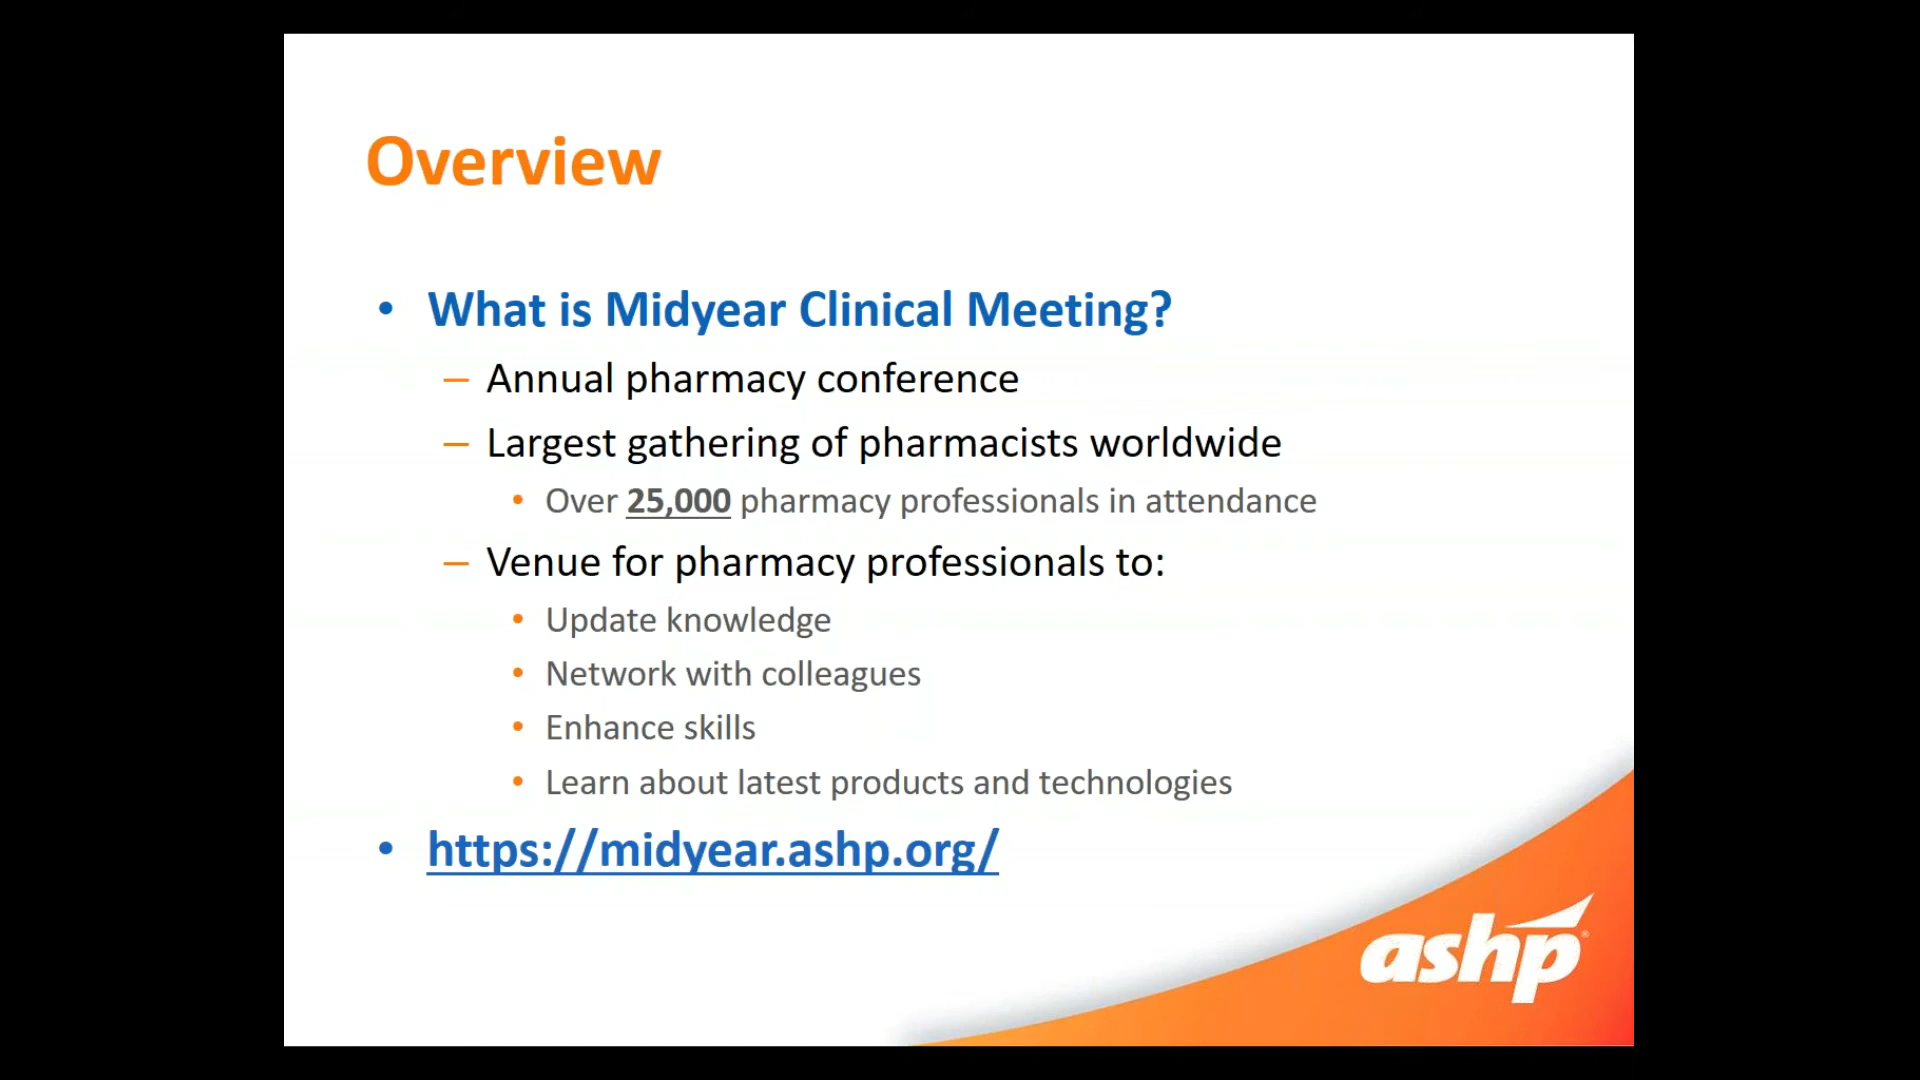 Overview
• What is Midyear Clinical Meeting?
– Annual pharmacy conference
– Largest gathering of pharmacists worldwide
• Over 25,000 pharmacy professionals in attendance
– Venue for pharmacy professionals to:
• Update knowledge
• Network with colleagues
• Enhance skills
• Learn about latest products and technologies
• https://midyear.ashp.org/
ashp®